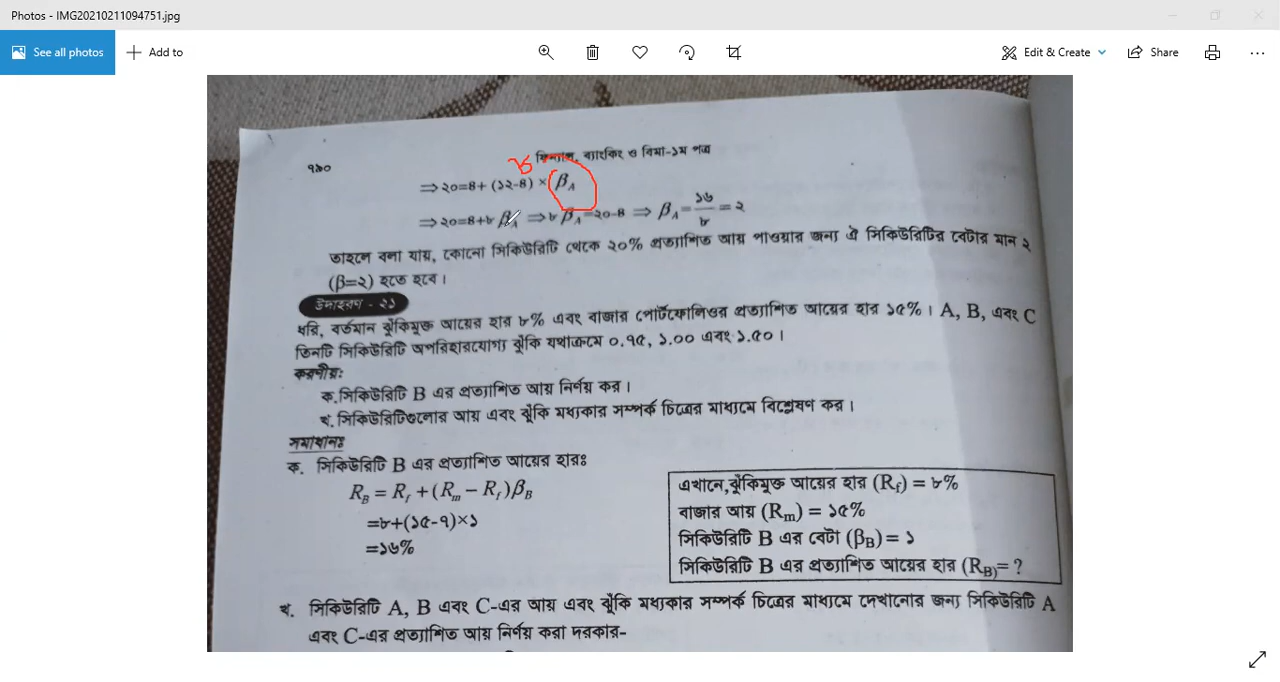 Photos - IMG20210211094751.jpg
See all photos
Add to
Edit & Create
Share
৭৯০
ফিন্যান্স, ব্যাংকিং ও বিমা-১ম পত্র
⇒ ২০=৪+ (১২-৪) × β_A
⇒ ২০=৪+৮ β_A ⇒ ৮ β_A =২০-৪ ⇒ β_A = ১৬/৮ = ২
তাহলে বলা যায়, কোনো সিকিউরিটি থেকে ২০% প্রত্যাশিত আয় পাওয়ার জন্য ঐ সিকিউরিটির বেটার মান ২
(β=২) হতে হবে।
উদাহরণ - ২১
ধরি, বর্তমান ঝুঁকিমুক্ত আয়ের হার ৮% এবং বাজার পোর্টফোলিওর প্রত্যাশিত আয়ের হার ১৫%। A, B, এবং C
তিনটি সিকিউরিটি অপরিহারযোগ্য ঝুঁকি যথাক্রমে ০.৭৫, ১.০০ এবং ১.৫০।
করণীয়ঃ
ক. সিকিউরিটি B এর প্রত্যাশিত আয় নির্ণয় কর।
খ. সিকিউরিটিগুলোর আয় এবং ঝুঁকি মধ্যকার সম্পর্ক চিত্রের মাধ্যমে বিশ্লেষণ কর।
সমাধানঃ
ক. সিকিউরিটি B এর প্রত্যাশিত আয়ের হারঃ
R_B = R_f + (R_m − R_f)β_B
=৮+(১৫-৭)×১
=১৬%
এখানে,ঝুঁকিমুক্ত আয়ের হার (R_f) = ৮%
বাজার আয় (R_m) = ১৫%
সিকিউরিটি B এর বেটা (β_B) = ১
সিকিউরিটি B এর প্রত্যাশিত আয়ের হার (R_B)= ?
খ. সিকিউরিটি A, B এবং C-এর আয় এবং ঝুঁকি মধ্যকার সম্পর্ক চিত্রের মাধ্যমে দেখানোর জন্য সিকিউরিটি A
এবং C-এর প্রত্যাশিত আয় নির্ণয় করা দরকার-